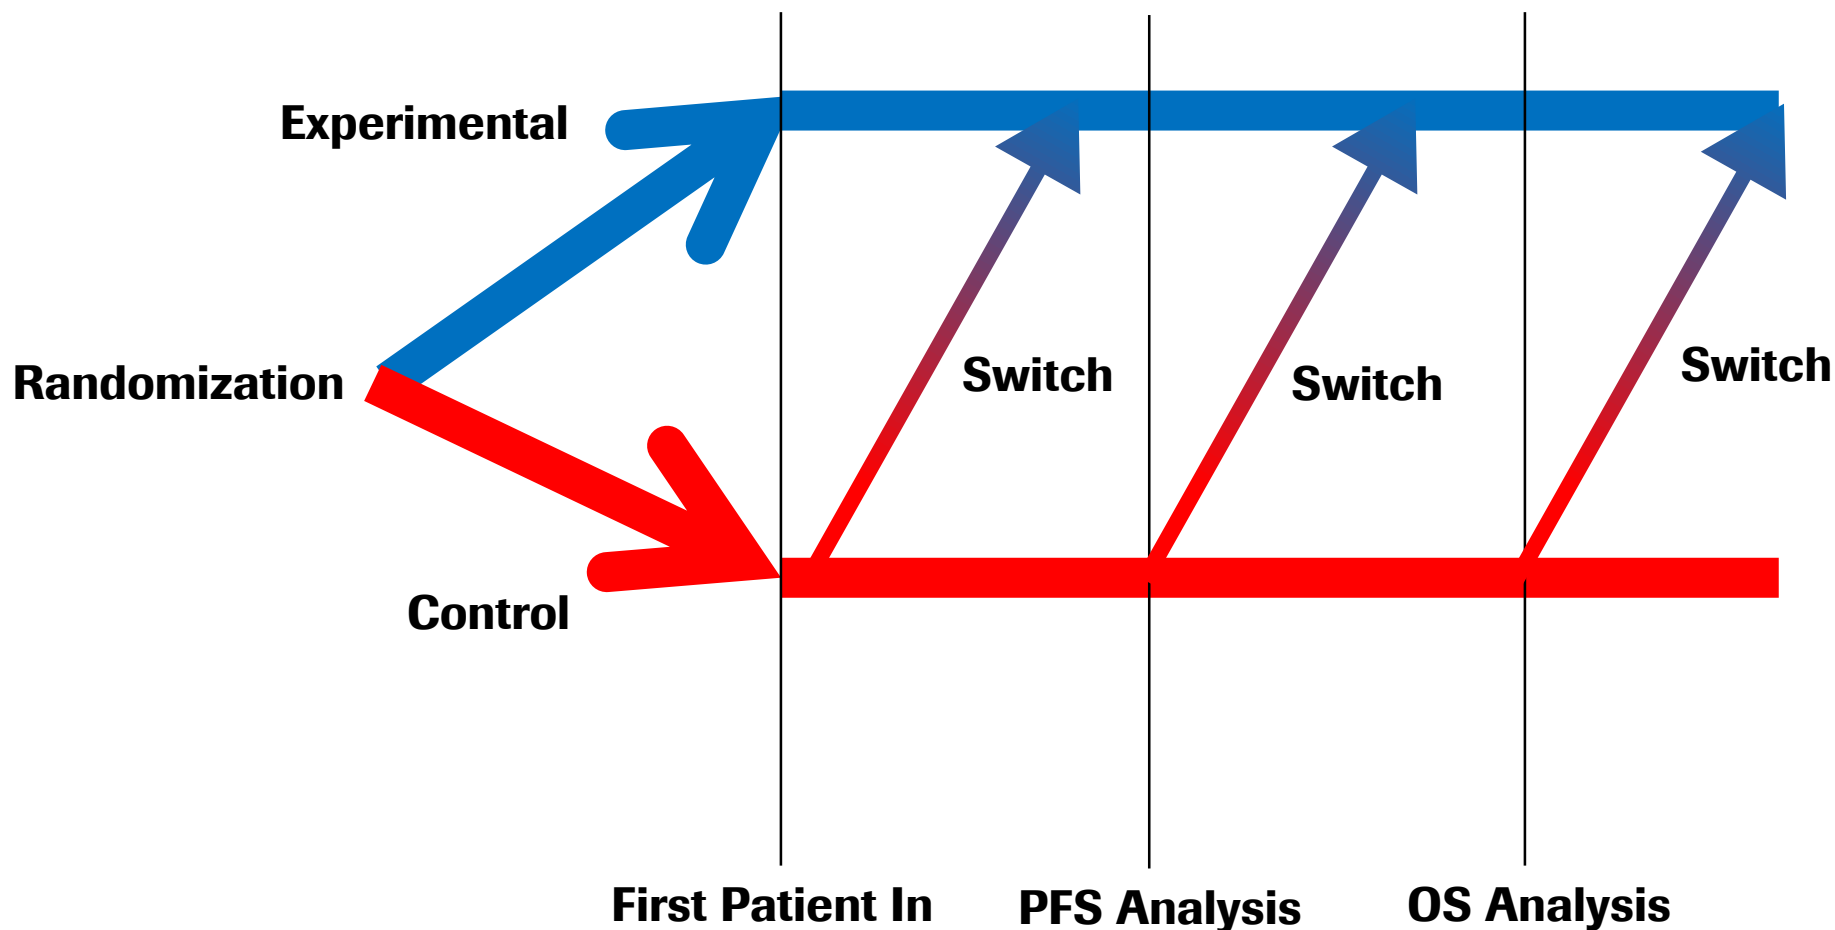 Experimental
Randomization
Switch
Switch
Switch
Control
First Patient In
PFS Analysis
OS Analysis